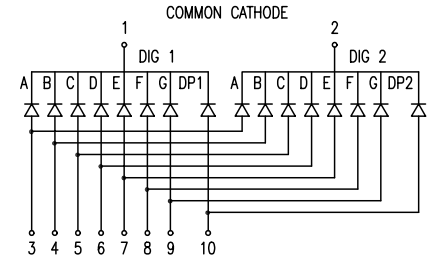 COMMON CATHODE
1 2
DIG 1 DIG 2
A B C D E F G DP1 A B C D E F G DP2
3 4 5 6 7 8 9 10